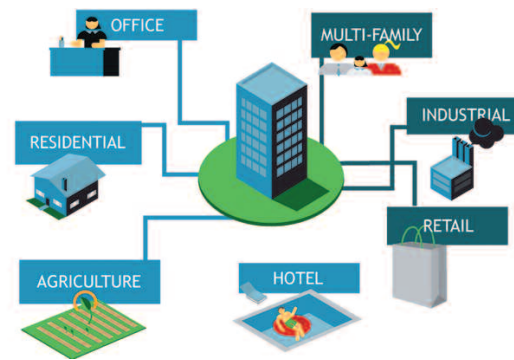 OFFICE
MULTI-FAMILY
INDUSTRIAL
RESIDENTIAL
RETAIL
AGRICULTURE
HOTEL